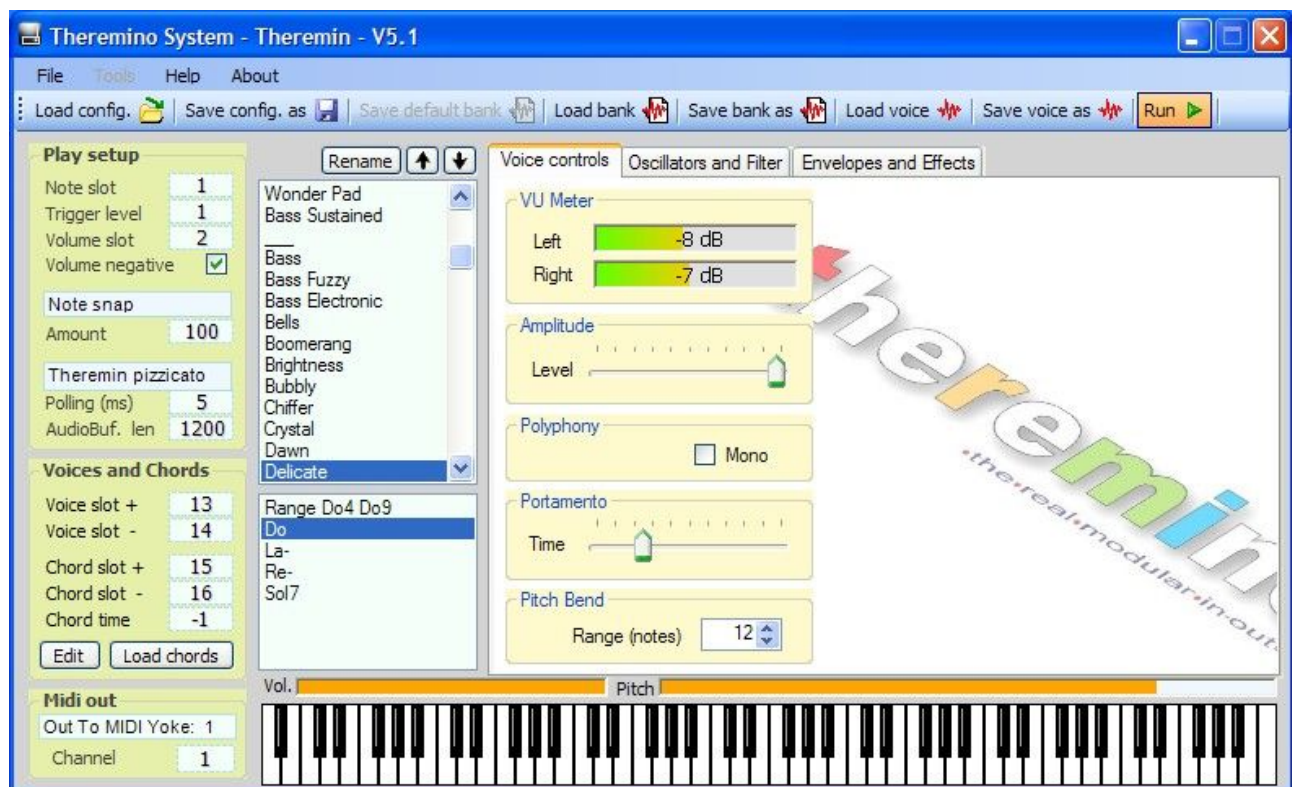 Theremino System - Theremin - V5.1
File Tools Help About
Load config. Save config. as Save default bank Load bank Save bank as Load voice Save voice as Run
Play setup
Note slot 1
Trigger level 1
Volume slot 2
Volume negative
Note snap
Amount 100
Theremin pizzicato
Polling (ms) 5
AudioBuf. len 1200
Voices and Chords
Voice slot + 13
Voice slot - 14
Chord slot + 15
Chord slot - 16
Chord time -1
Edit Load chords
Midi out
Out To MIDI Yoke: 1
Channel 1
Rename
Wonder Pad
Bass Sustained
___
Bass
Bass Fuzzy
Bass Electronic
Bells
Boomerang
Brightness
Bubbly
Chiffer
Crystal
Dawn
Delicate
Range Do4 Do9
Do
La-
Re-
Sol7
Voice controls Oscillators and Filter Envelopes and Effects
VU Meter
Left -8 dB
Right -7 dB
Amplitude
Level
Polyphony
Mono
Portamento
Time
Pitch Bend
Range (notes) 12
theremin
•the•real•modular•in•out
Vol. Pitch